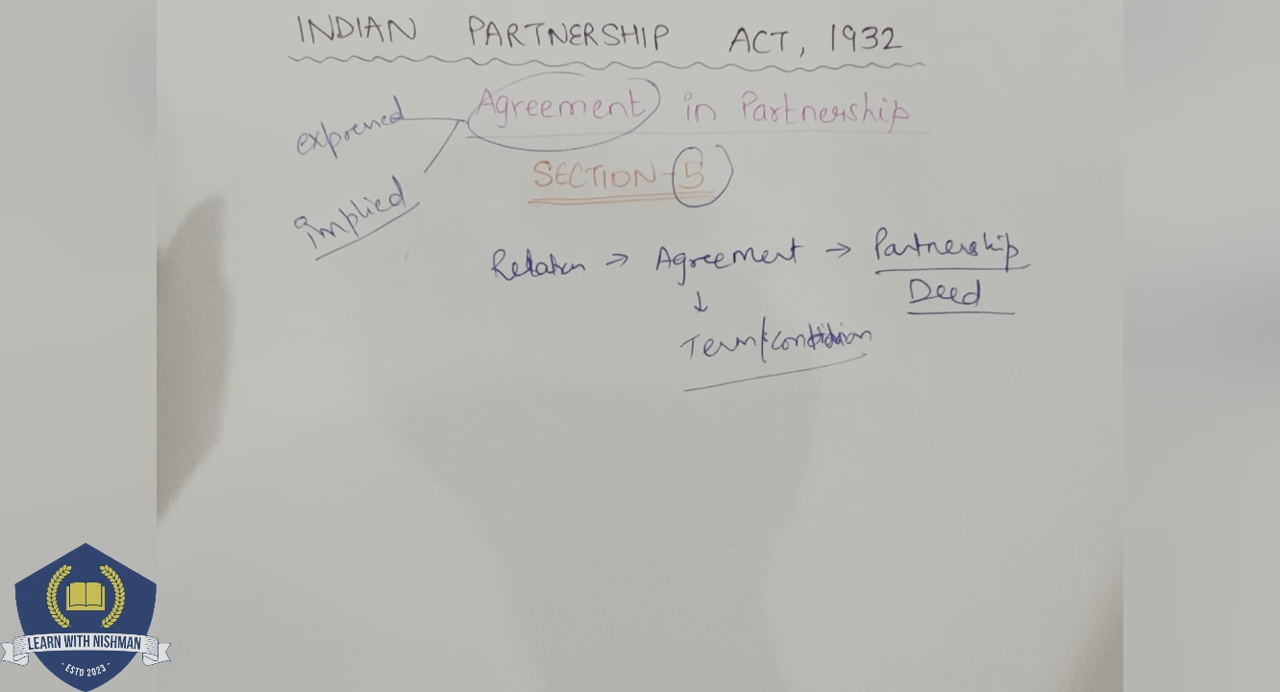 INDIAN PARTNERSHIP ACT, 1932
expressed Agreement in Partnership
implied
SECTION-5
Relation → Agreement → Partnership
Deed
↓
Term/condition
LEARN WITH NISHMAN
- ESTD 2023 -